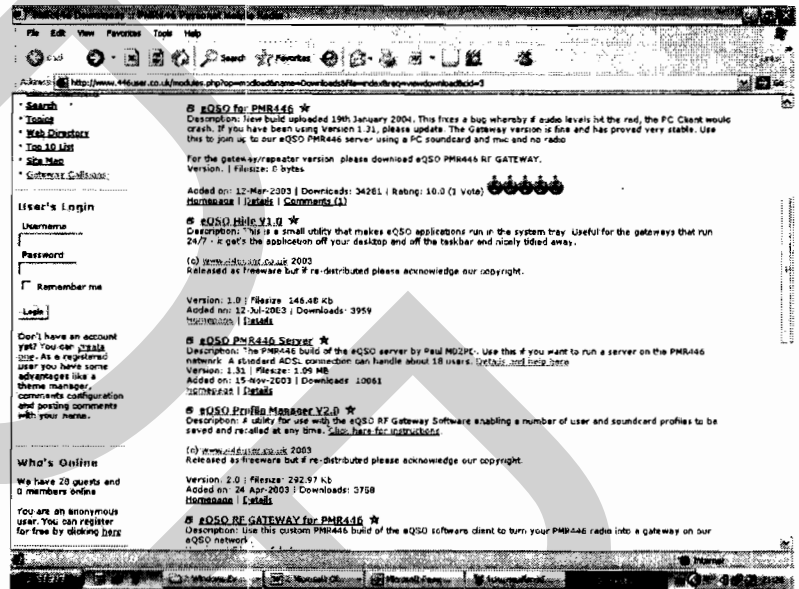 File Edit View Favorites Tools Help
Search Favorites
Address http://www.446user.co.uk/modules.php?op=modload&name=Downloads&file=index&req=viewdownload&cid=3
Search
Topics
Web Directory
Top 10 List
Site Map
Gateway Callsigns
User's Login
Username
Password
Remember me
Login
Don't have an account
yet? You can create
one. As a registered
user you have some
advantages like a
theme manager,
comments configuration
and posting comments
with your name.
Who's Online
We have 28 guests and
0 members online
You are an anonymous
user. You can register
for free by clicking here
eQSO for PMR446
Description: New build uploaded 19th January 2004. This fixes a bug whereby if audio levels hit the red, the PC Client would
crash. If you have been using Version 1.31, please update. The Gateway version is fine and has proved very stable. Use
this to join us to our eQSO PMR446 server using a PC soundcard and mic and no radio
For the gateway/repeater version please download eQSO PMR446 RF GATEWAY.
Version: | Filesize: 0 bytes
Added on: 12-Mar-2003 | Downloads: 34261 | Rating: 10.0 (1 Vote)
Homepage | Details | Comments (1)
eQSO Hide V1.0
Description: This is a small utility that makes eQSO applications run in the system tray. Useful for the gateways that run
24/7 - it get's the application off your desktop and off the taskbar and nicely tidied away.
(c) www.446user.co.uk 2003
Released as freeware but if re-distributed please acknowledge our copyright.
Version: 1.0 | Filesize: 246.48 Kb
Added on: 12-Jul-2003 | Downloads: 3959
Homepage | Details
eQSO PMR446 Server
Description: The PMR446 build of the eQSO server by Paul M0ZPD. Use this if you want to run a server on the PMR446
network. A standard ADSL connection can handle about 18 users. Details and help here
Version: 1.31 | Filesize: 1.09 MB
Added on: 15-Nov-2003 | Downloads: 10061
Homepage | Details
eQSO Profile Manager V2.0
Description: A utility for use with the eQSO RF Gateway Software enabling a number of user and soundcard profiles to be
saved and recalled at any time. Click here for instructions.
(c) www.446user.co.uk 2003
Released as freeware but if re-distributed please acknowledge our copyright.
Version: 2.0 | Filesize: 292.97 Kb
Added on: 24-Apr-2003 | Downloads: 3758
Homepage | Details
eQSO RF GATEWAY for PMR446
Description: Use this custom PMR446 build of the eQSO software client to turn your PMR446 radio into a gateway on our
eQSO network.
Internet